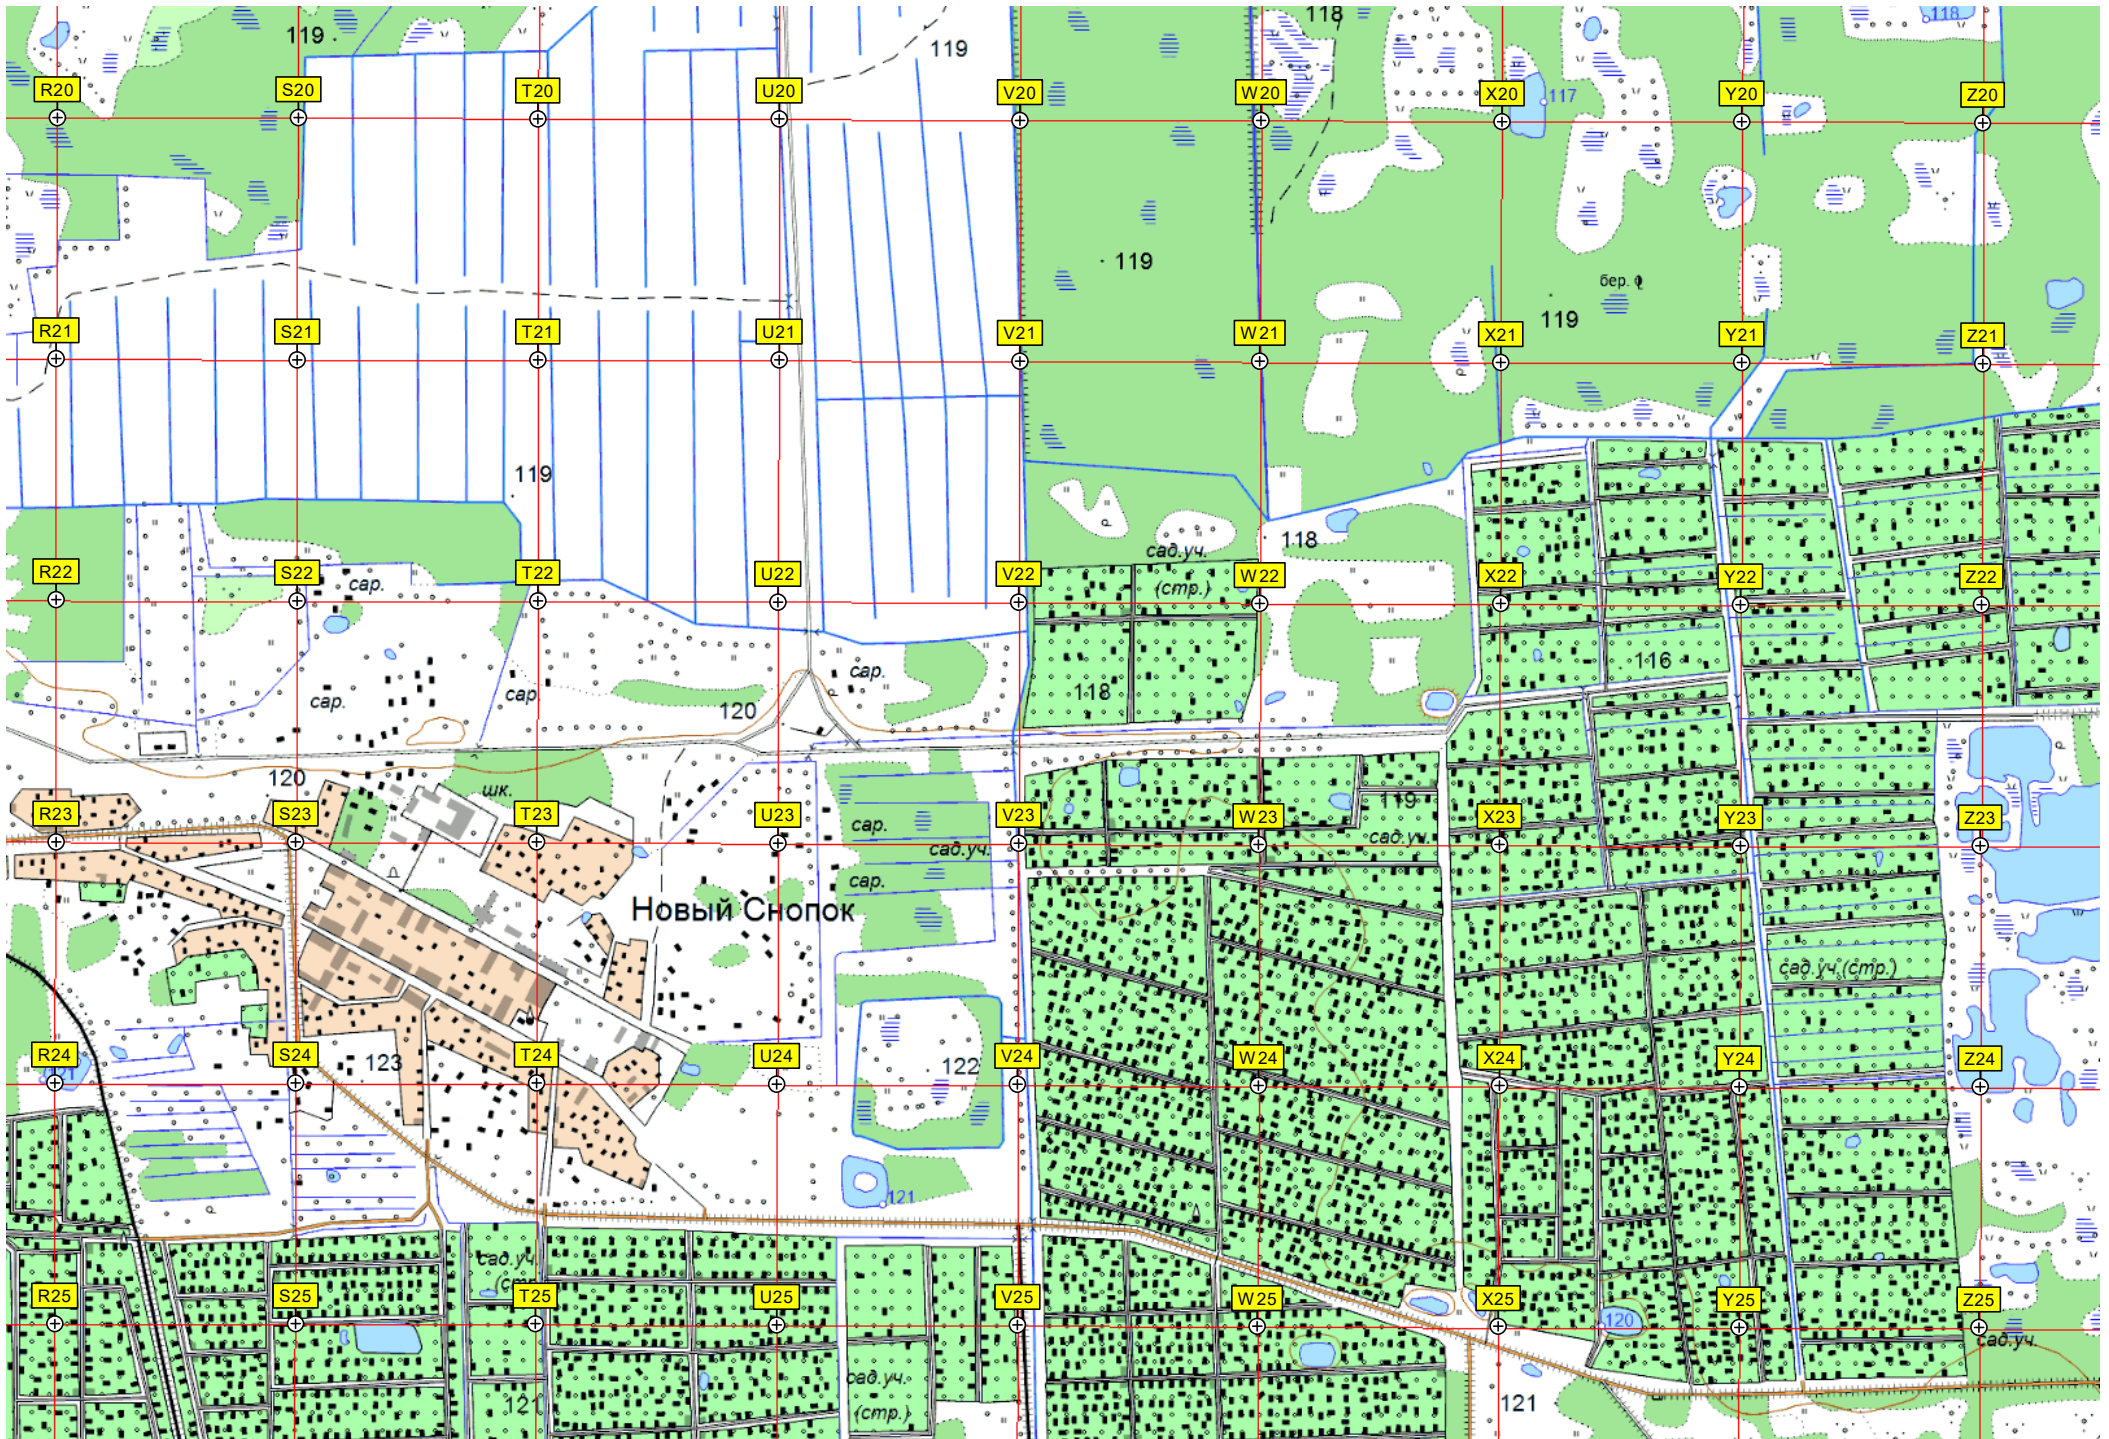 118
118
119
119
R20
S20
T20
U20
V20
W20
X20
117
Y20
Z20
119
бер.
119
R21
S21
T21
U21
V21
W21
X21
Y21
Z21
119
118
сад.уч.
(стр.)
R22
S22
сар.
T22
U22
V22
W22
X22
Y22
Z22
116
сар.
сар.
сар.
118
120
120
шк.
119
R23
S23
T23
U23
сар.
V23
W23
сад.уч.
X23
Y23
Z23
сад.уч.
сар.
Новый Снопок
сад.уч.(стр.)
R24
S24
123
T24
U24
122
V24
W24
X24
Y24
Z24
121
сад.уч.
R25
S25
T25
U25
V25
W25
X25
120
Y25
Z25
сад.уч.
сад.уч.
(стр.)
121
121